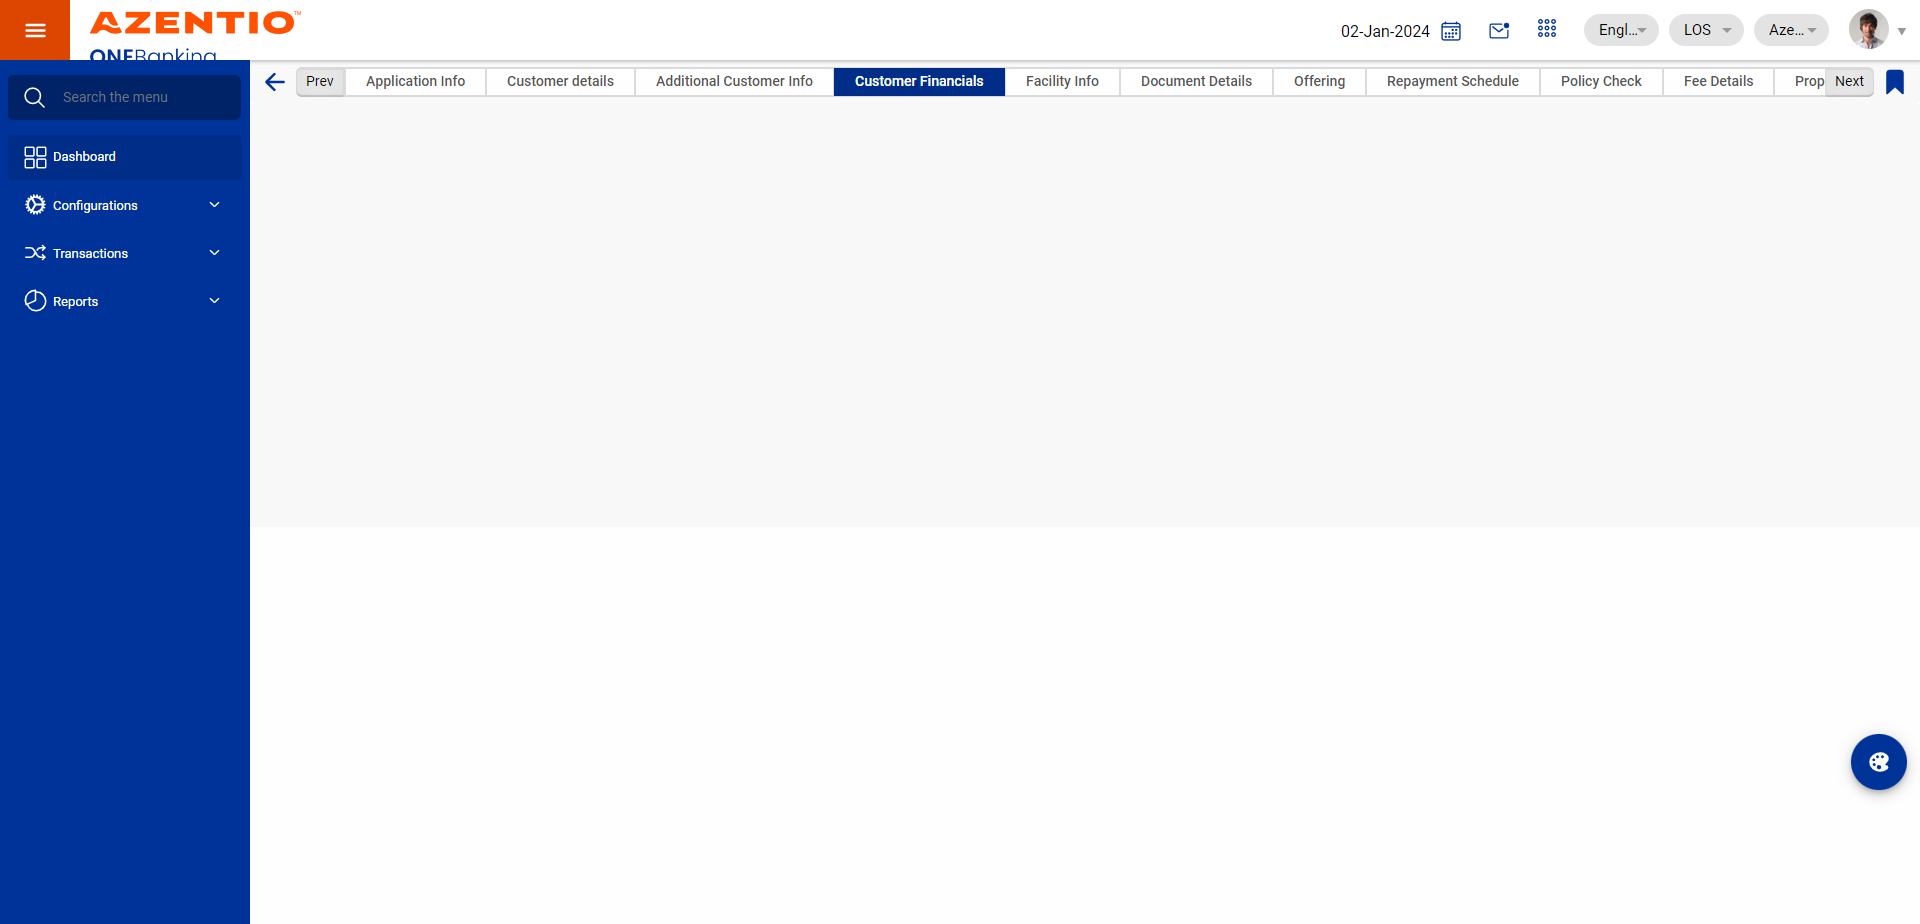 AZENTIO™
ONEBanking
02-Jan-2024
Engl...
LOS
Aze...
Search the menu
Dashboard
Configurations
Transactions
Reports
Prev
Application Info
Customer details
Additional Customer Info
Customer Financials
Facility Info
Document Details
Offering
Repayment Schedule
Policy Check
Fee Details
Prop
Next